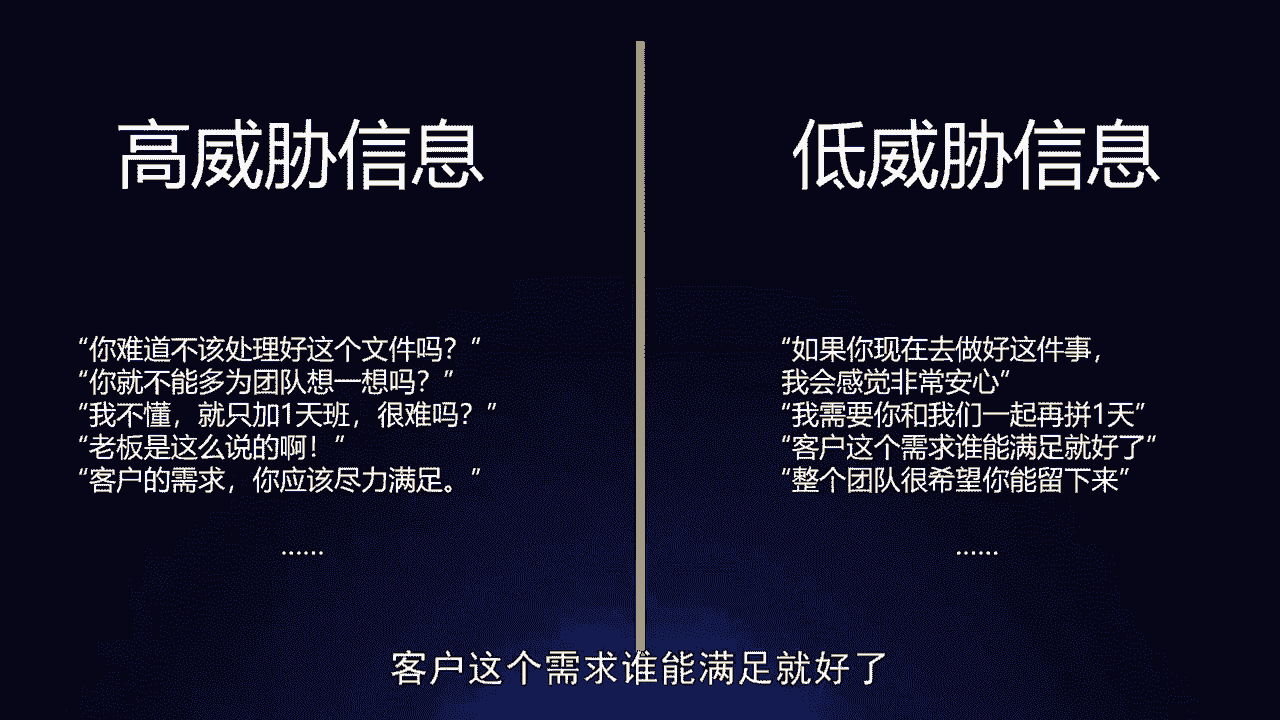 高威胁信息
“你难道不该处理好这个文件吗？”
“你就不能多为团队想一想吗？”
“我不懂，就只加1天班，很难吗？”
“老板是这么说的啊！”
“客户的需求，你应该尽力满足。”
……
低威胁信息
“如果你现在去做好这件事，
我会感觉非常安心”
“我需要你和我们一起再拼1天”
“客户这个需求谁能满足就好了”
“整个团队很希望你能留下来”
……
客户这个需求谁能满足就好了